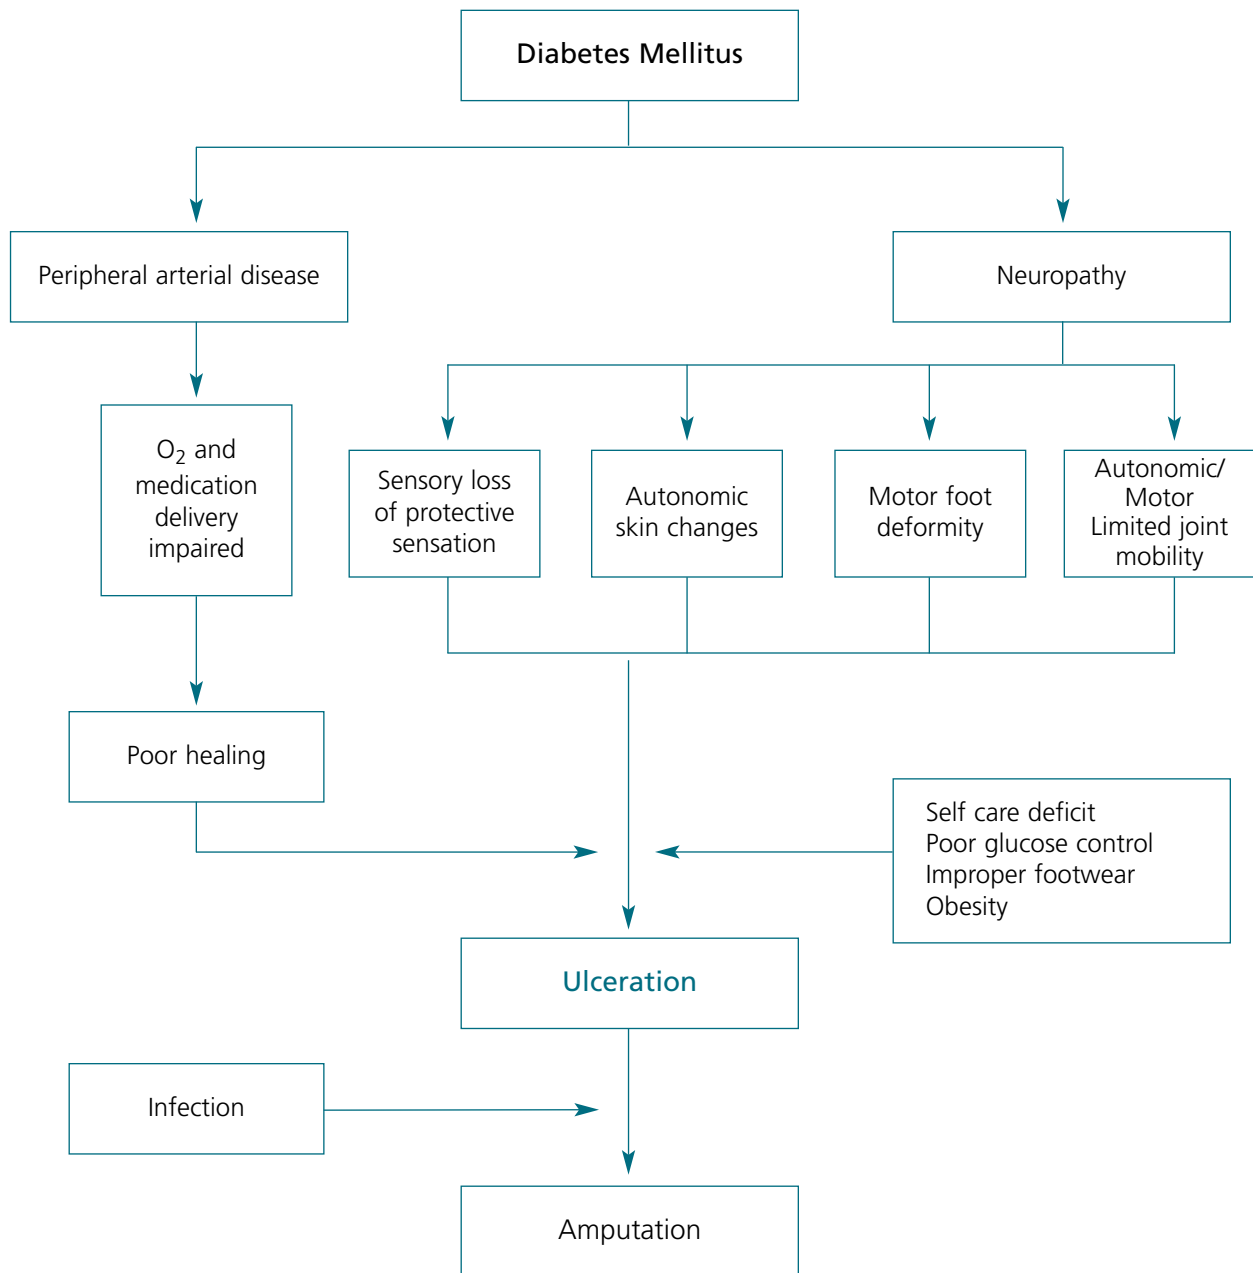 Diabetes Mellitus
Peripheral arterial disease
Neuropathy
O₂ and
medication
delivery
impaired
Sensory loss
of protective
sensation
Autonomic
skin changes
Motor foot
deformity
Autonomic/
Motor
Limited joint
mobility
Poor healing
Self care deficit
Poor glucose control
Improper footwear
Obesity
Ulceration
Infection
Amputation